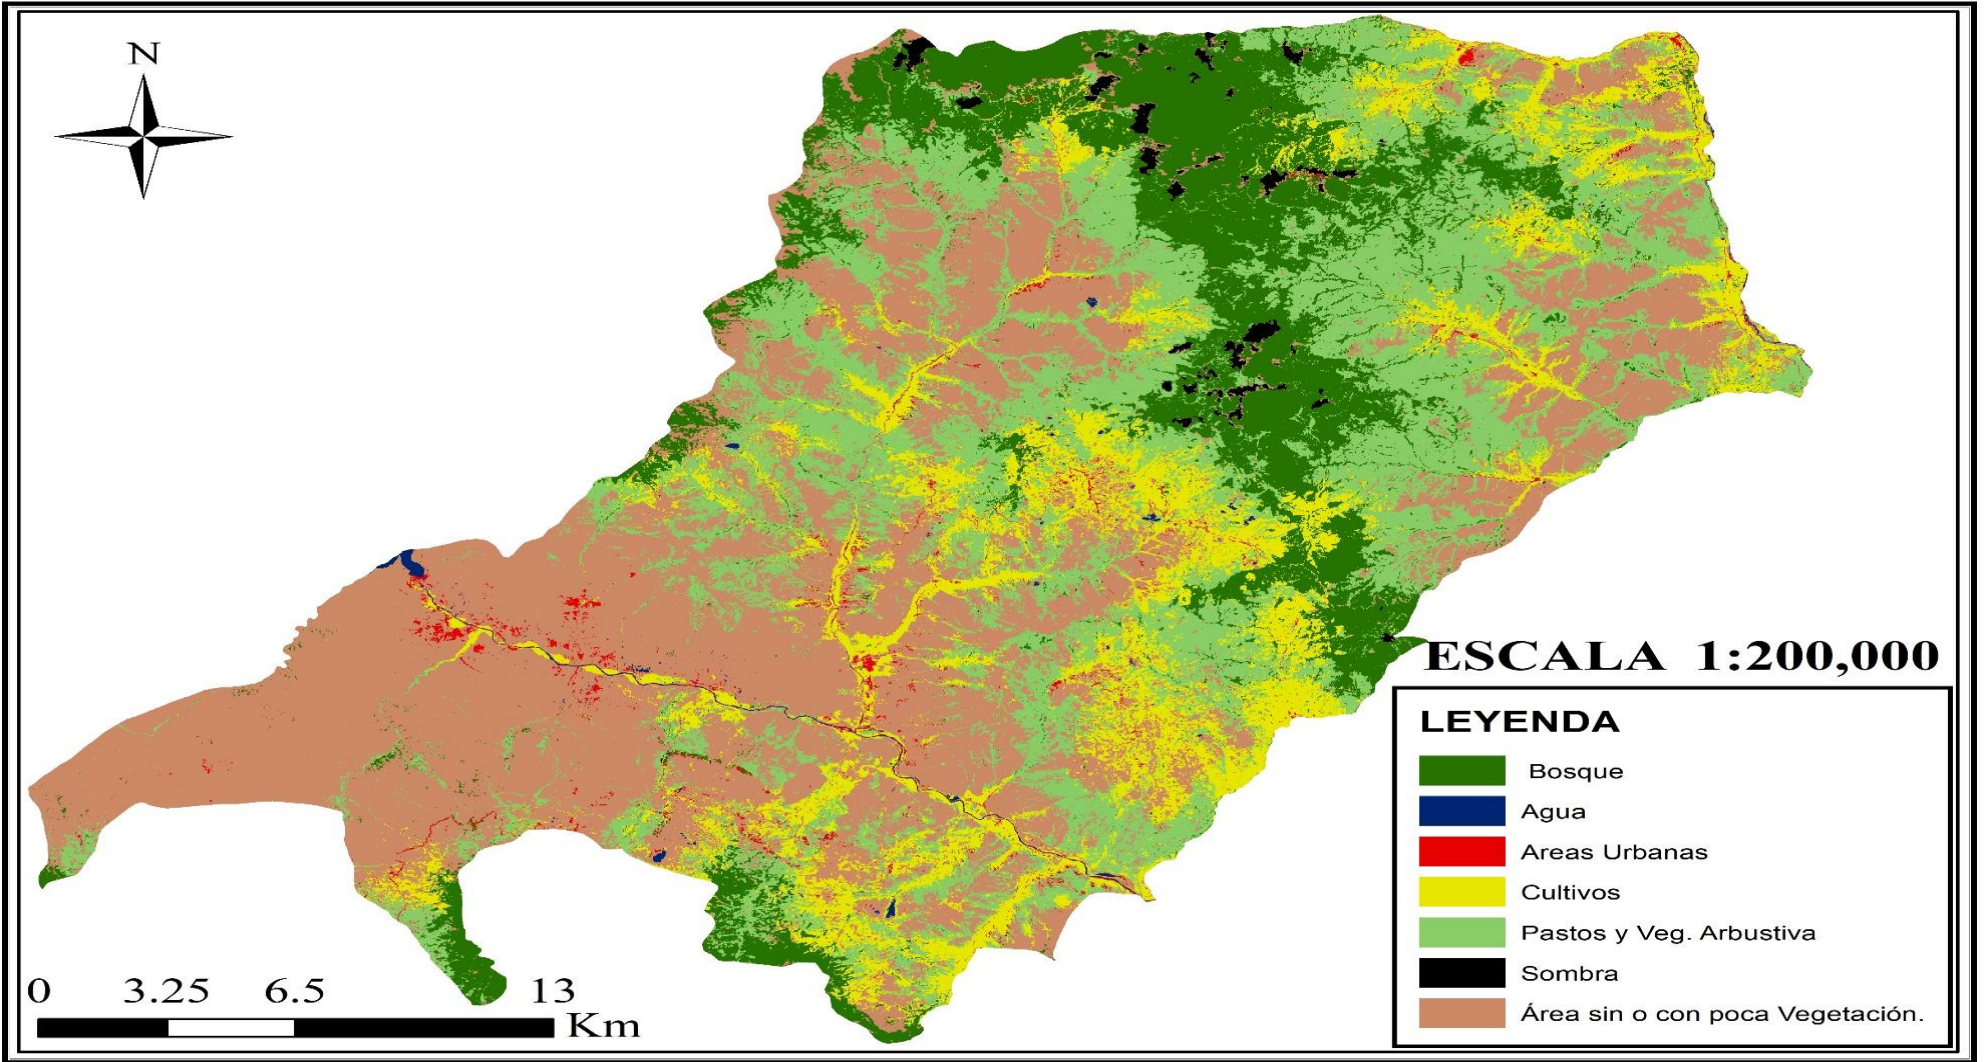 N
ESCALA 1:200,000
LEYENDA
Bosque
Agua
Areas Urbanas
Cultivos
Pastos y Veg. Arbustiva
Sombra
Área sin o con poca Vegetación.
0 3.25 6.5 13
Km